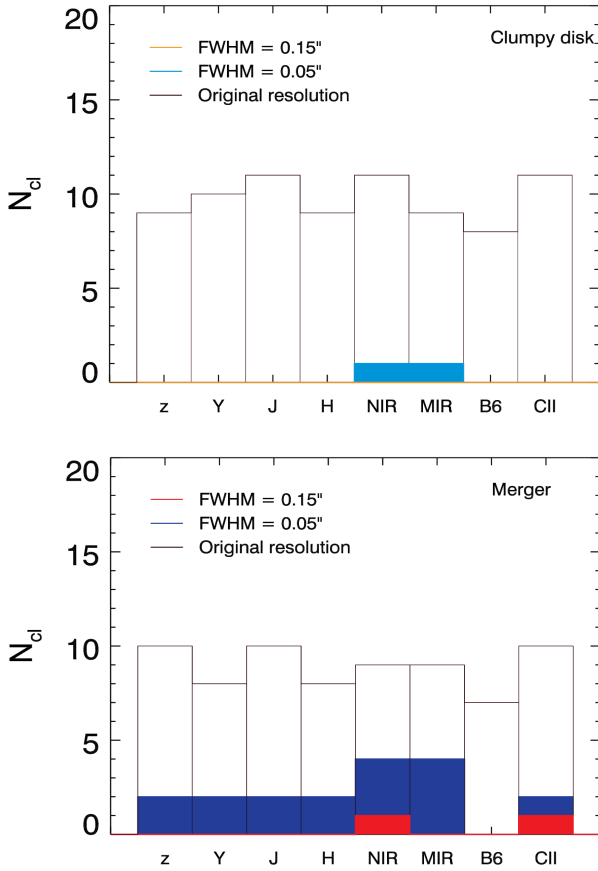 20
15
10
5
0
N_cl
FWHM = 0.15"
FWHM = 0.05"
Original resolution
Clumpy disk
z Y J H NIR MIR B6 CII
20
15
10
5
0
N_cl
FWHM = 0.15"
FWHM = 0.05"
Original resolution
Merger
z Y J H NIR MIR B6 CII